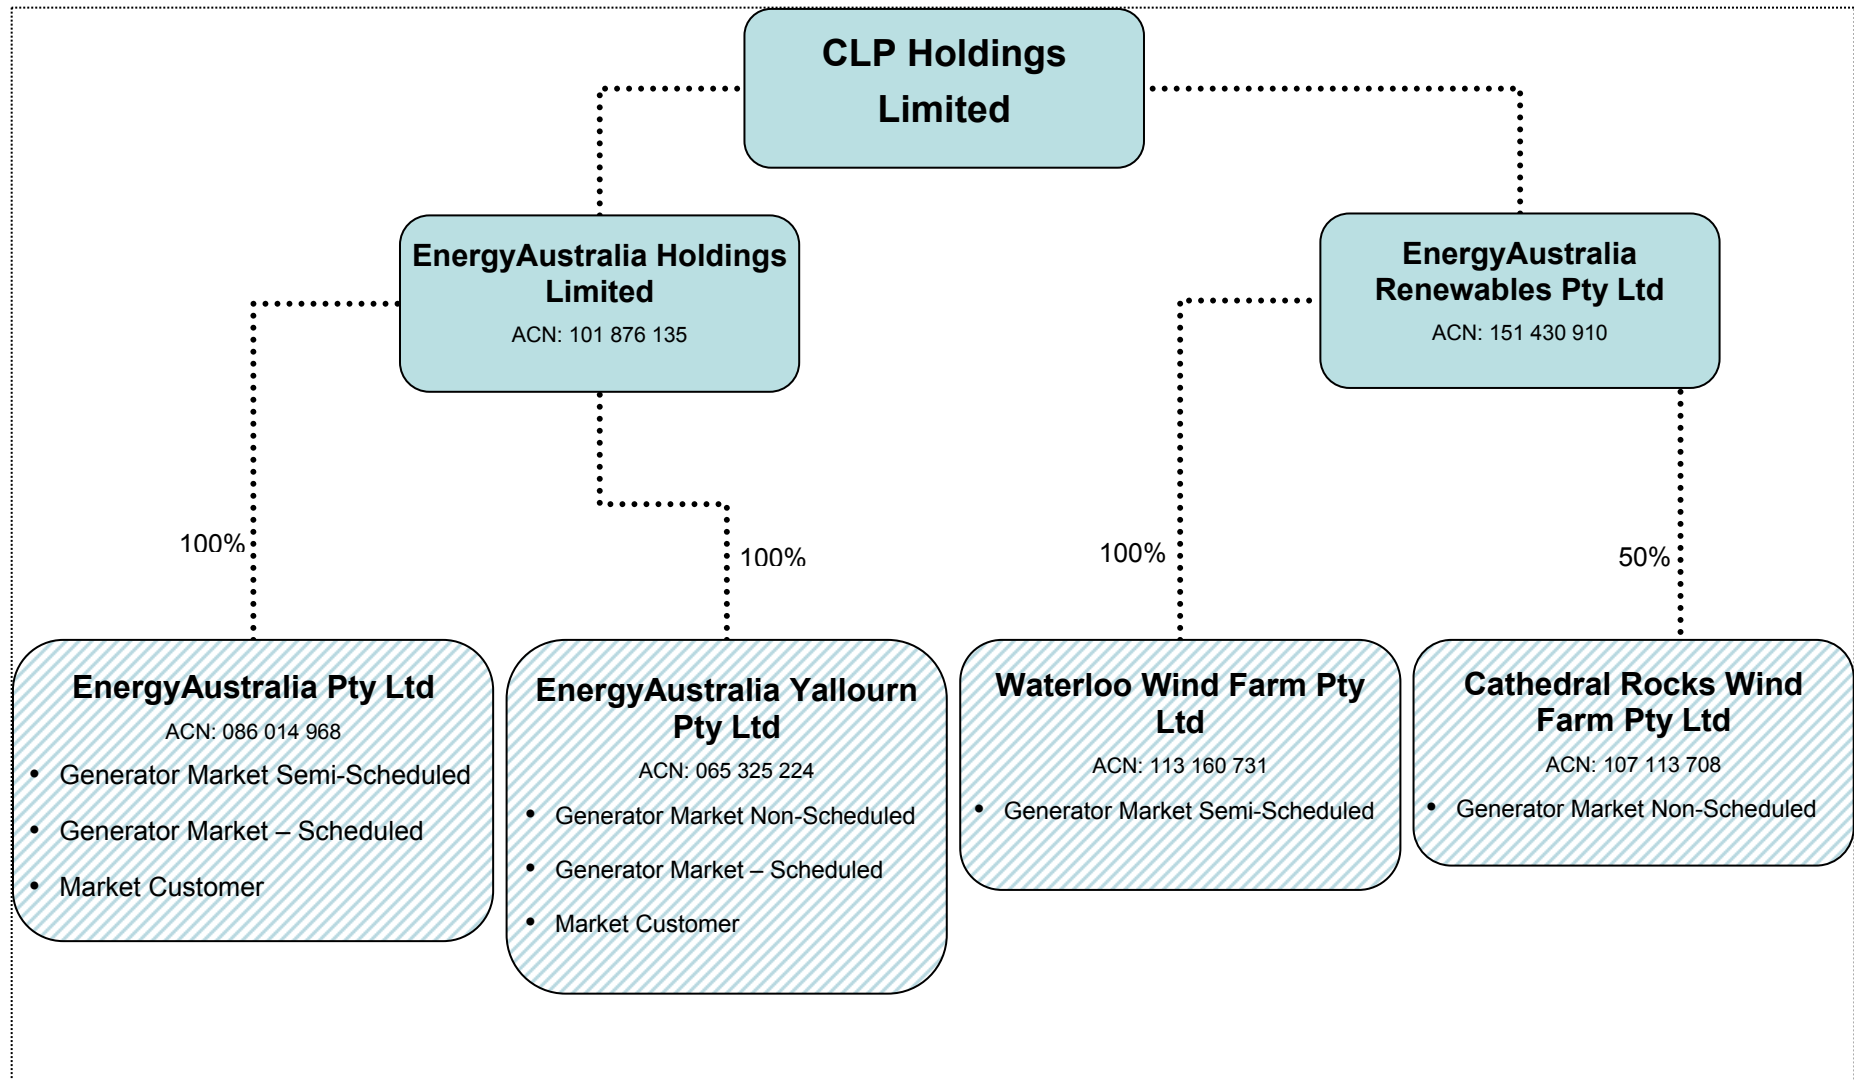 CLP Holdings
Limited
EnergyAustralia Holdings
Limited
ACN: 101 876 135
EnergyAustralia
Renewables Pty Ltd
ACN: 151 430 910
100%
100%
100%
50%
EnergyAustralia Pty Ltd
ACN: 086 014 968
• Generator Market Semi-Scheduled
• Generator Market – Scheduled
• Market Customer
EnergyAustralia Yallourn
Pty Ltd
ACN: 065 325 224
• Generator Market Non-Scheduled
• Generator Market – Scheduled
• Market Customer
Waterloo Wind Farm Pty
Ltd
ACN: 113 160 731
• Generator Market Semi-Scheduled
Cathedral Rocks Wind
Farm Pty Ltd
ACN: 107 113 708
• Generator Market Non-Scheduled